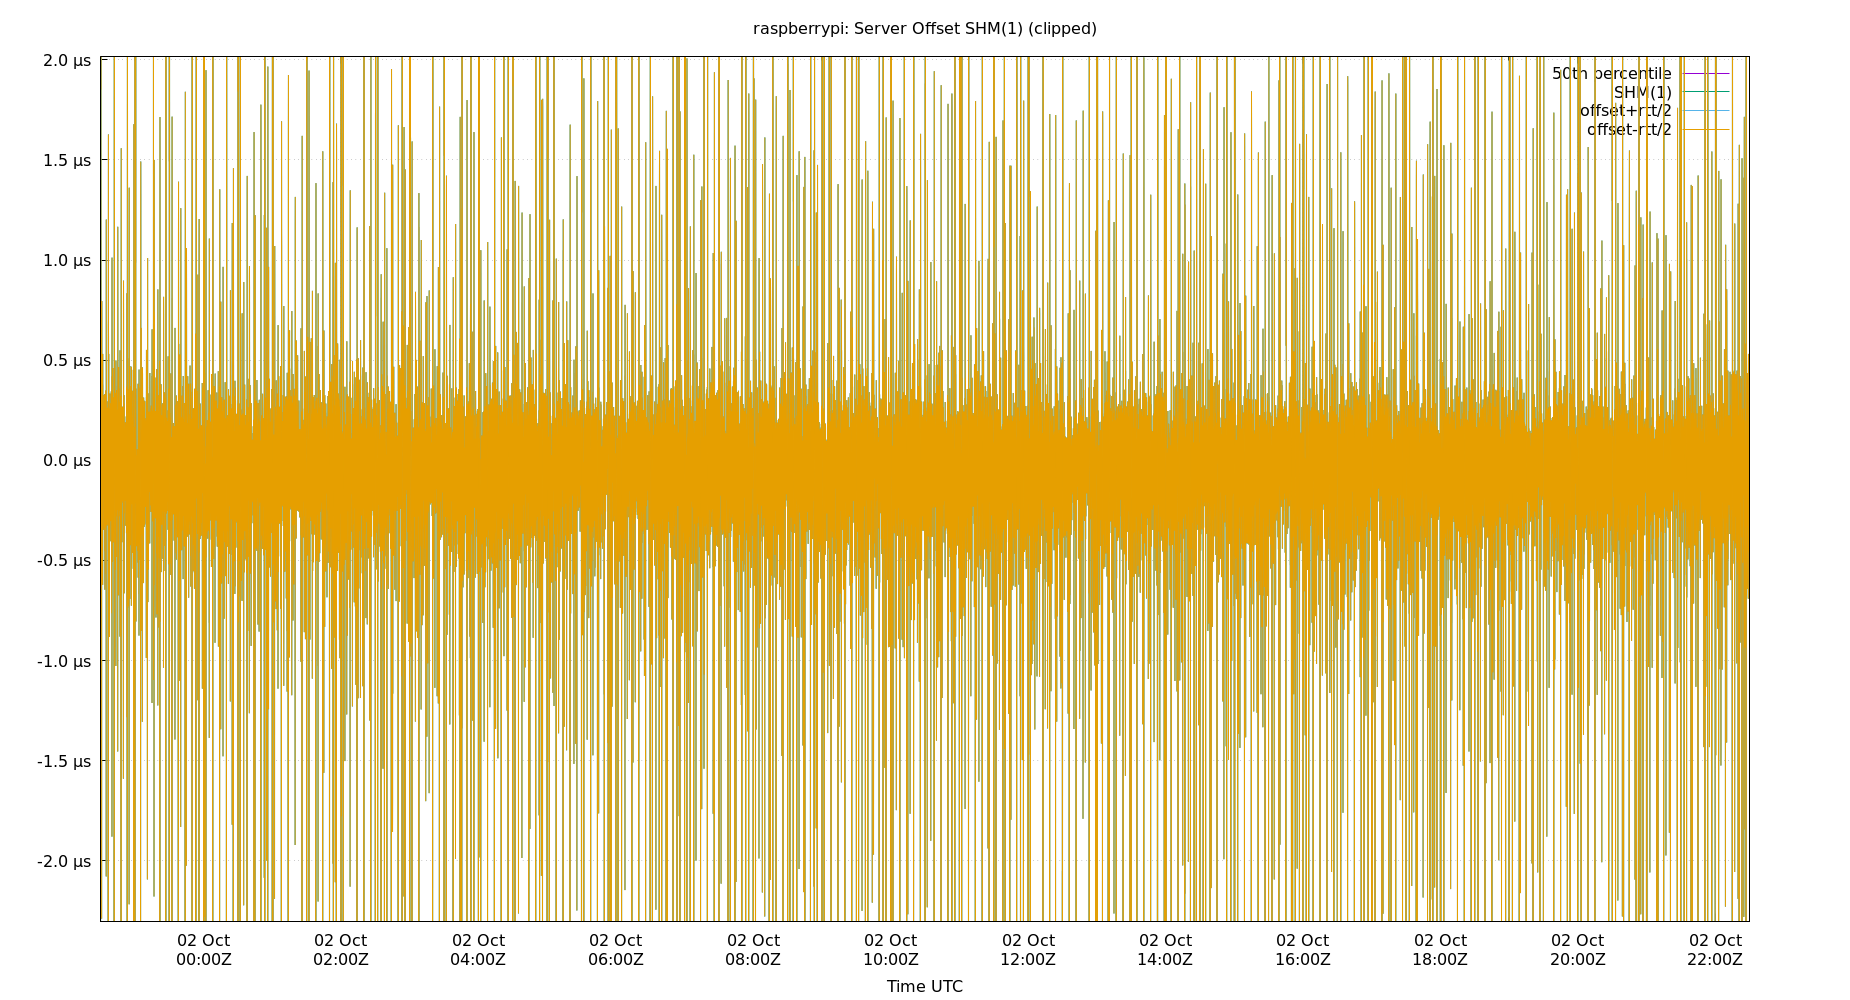 raspberrypi: Server Offset SHM(1) (clipped)
2.0 µs
1.5 µs
1.0 µs
0.5 µs
0.0 µs
-0.5 µs
-1.0 µs
-1.5 µs
-2.0 µs
50th percentile
SHM(1)
offset+rtt/2
offset-rtt/2
02 Oct 02 Oct 02 Oct 02 Oct 02 Oct 02 Oct 02 Oct 02 Oct 02 Oct 02 Oct 02 Oct 02 Oct
00:00Z 02:00Z 04:00Z 06:00Z 08:00Z 10:00Z 12:00Z 14:00Z 16:00Z 18:00Z 20:00Z 22:00Z
Time UTC